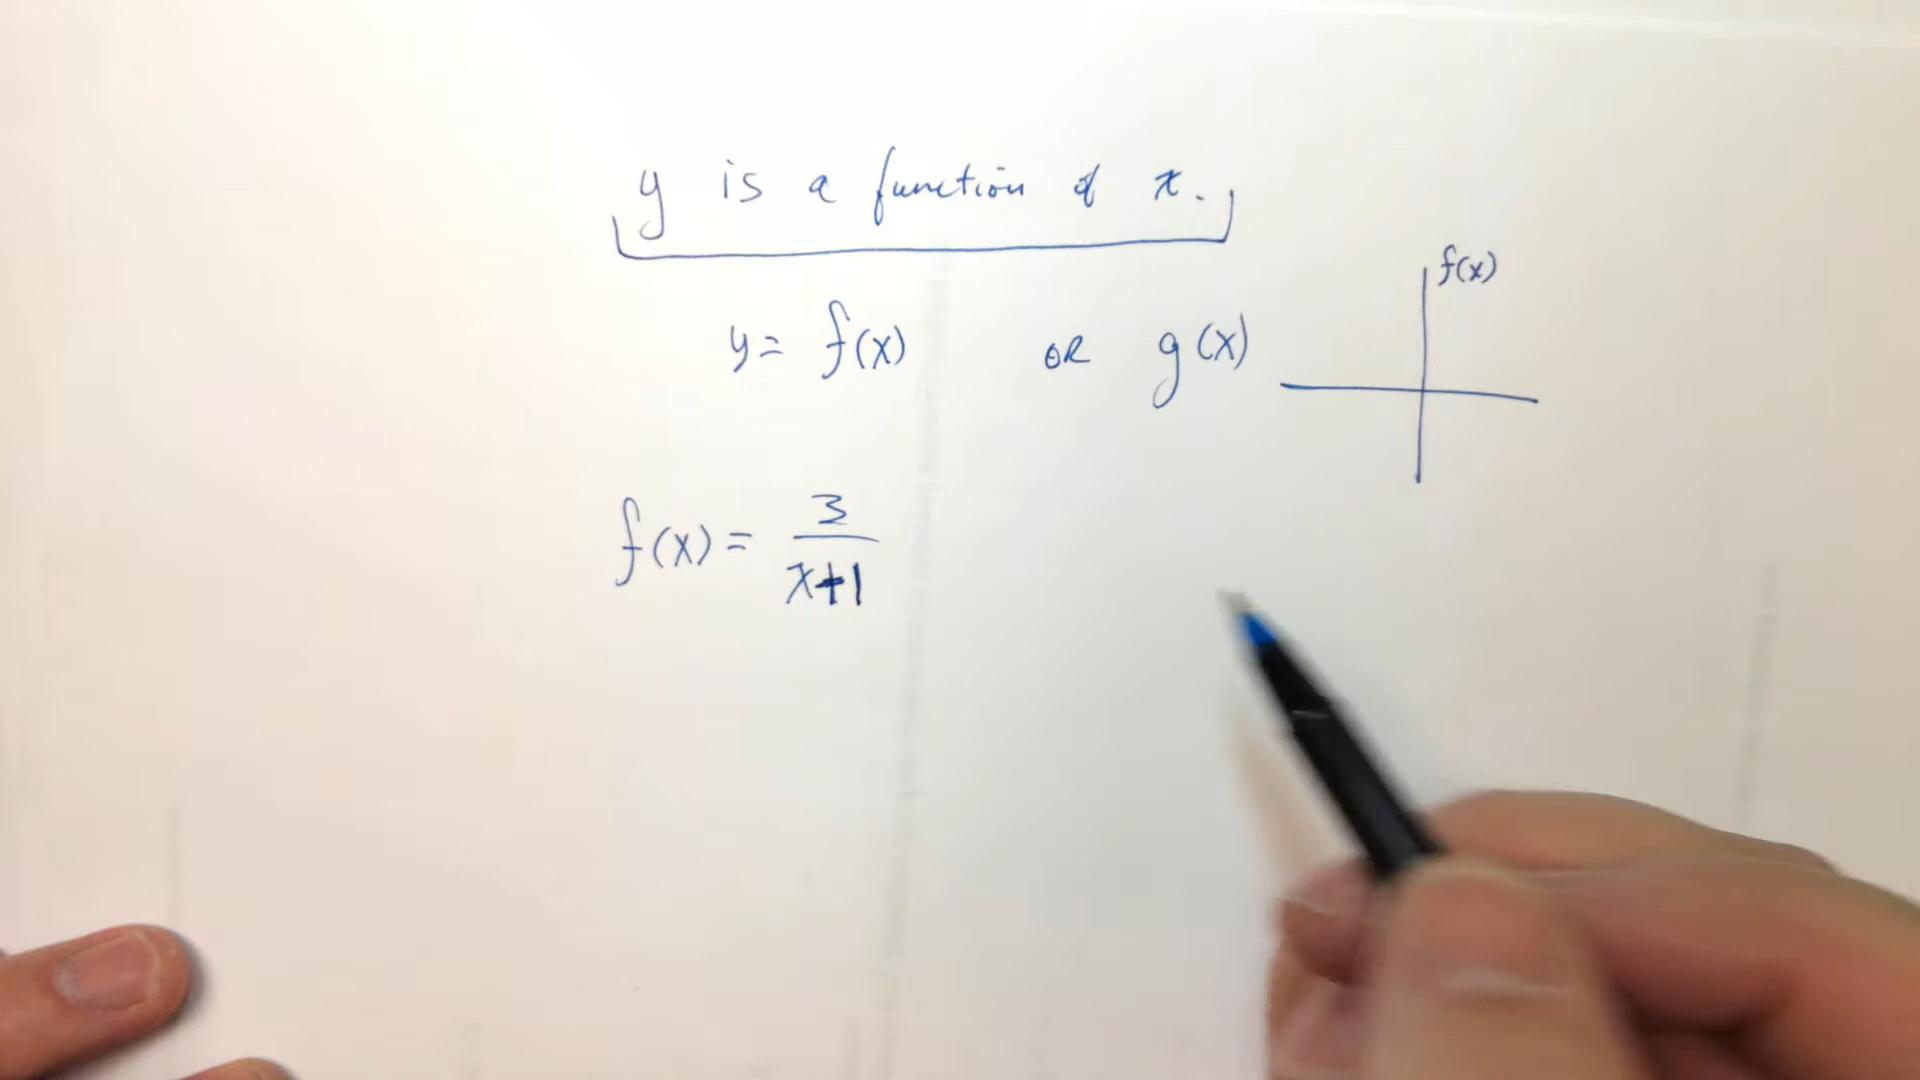 y is a function of x.
f(x)
y = f(x) OR g(x)
f(x) = 3/(x+1)